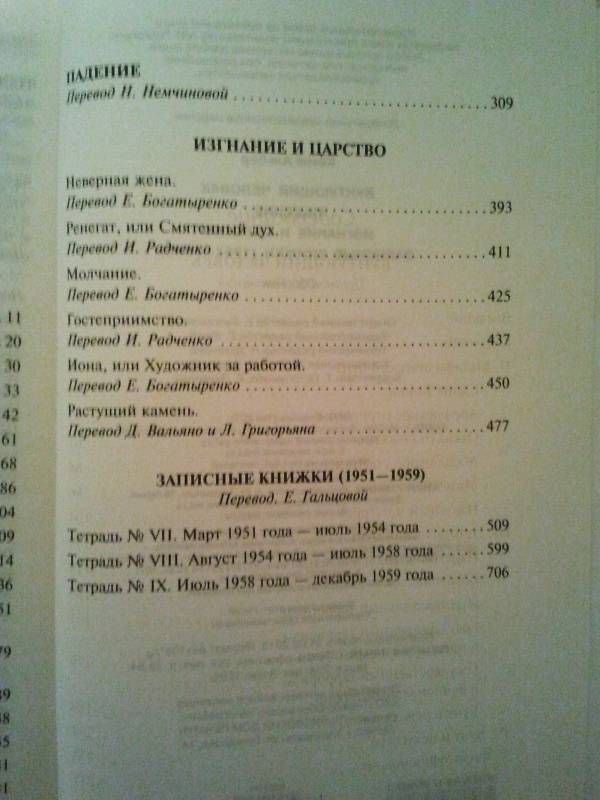 ПАДЕНИЕ
Перевод Н. Немчиновой 309
ИЗГНАНИЕ И ЦАРСТВО
Неверная жена.
Перевод Е. Богатыренко 393
Ренегат, или Смятенный дух.
Перевод И. Радченко 411
Молчание.
Перевод Е. Богатыренко 425
Гостеприимство.
Перевод И. Радченко 437
Иона, или Художник за работой.
Перевод Е. Богатыренко 450
Растущий камень.
Перевод Д. Вальяно и Л. Григорьяна 477
ЗАПИСНЫЕ КНИЖКИ (1951—1959)
Перевод. Е. Гальцовой
Тетрадь № VII. Март 1951 года — июль 1954 года 509
Тетрадь № VIII. Август 1954 года — июль 1958 года 599
Тетрадь № IX. Июль 1958 года — декабрь 1959 года 706
11
20
30
33
42
61
68
86
04
09
14
36
51
79